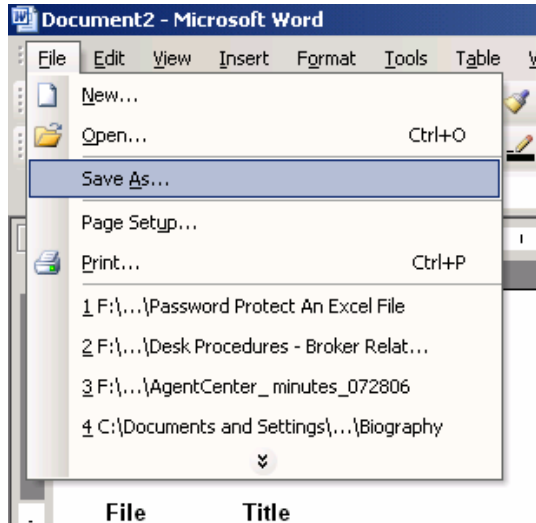 Document2 - Microsoft Word
File Edit View Insert Format Tools Table
New...
Open... Ctrl+O
Save As...
Page Setup...
Print... Ctrl+P
1 F:\...\Password Protect An Excel File
2 F:\...\Desk Procedures - Broker Relat...
3 F:\...\AgentCenter_ minutes_072806
4 C:\Documents and Settings\...\Biography
File Title